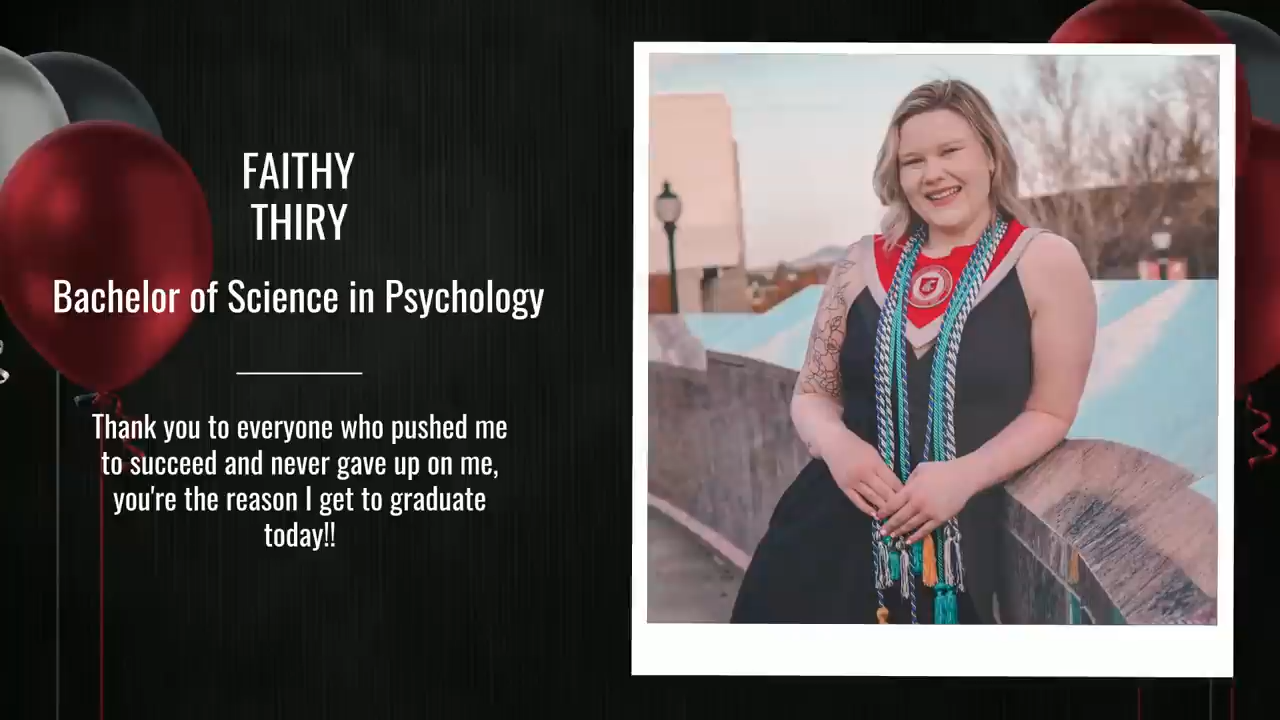 FAITHY
THIRY
Bachelor of Science in Psychology
Thank you to everyone who pushed me
to succeed and never gave up on me,
you're the reason I get to graduate
today!!